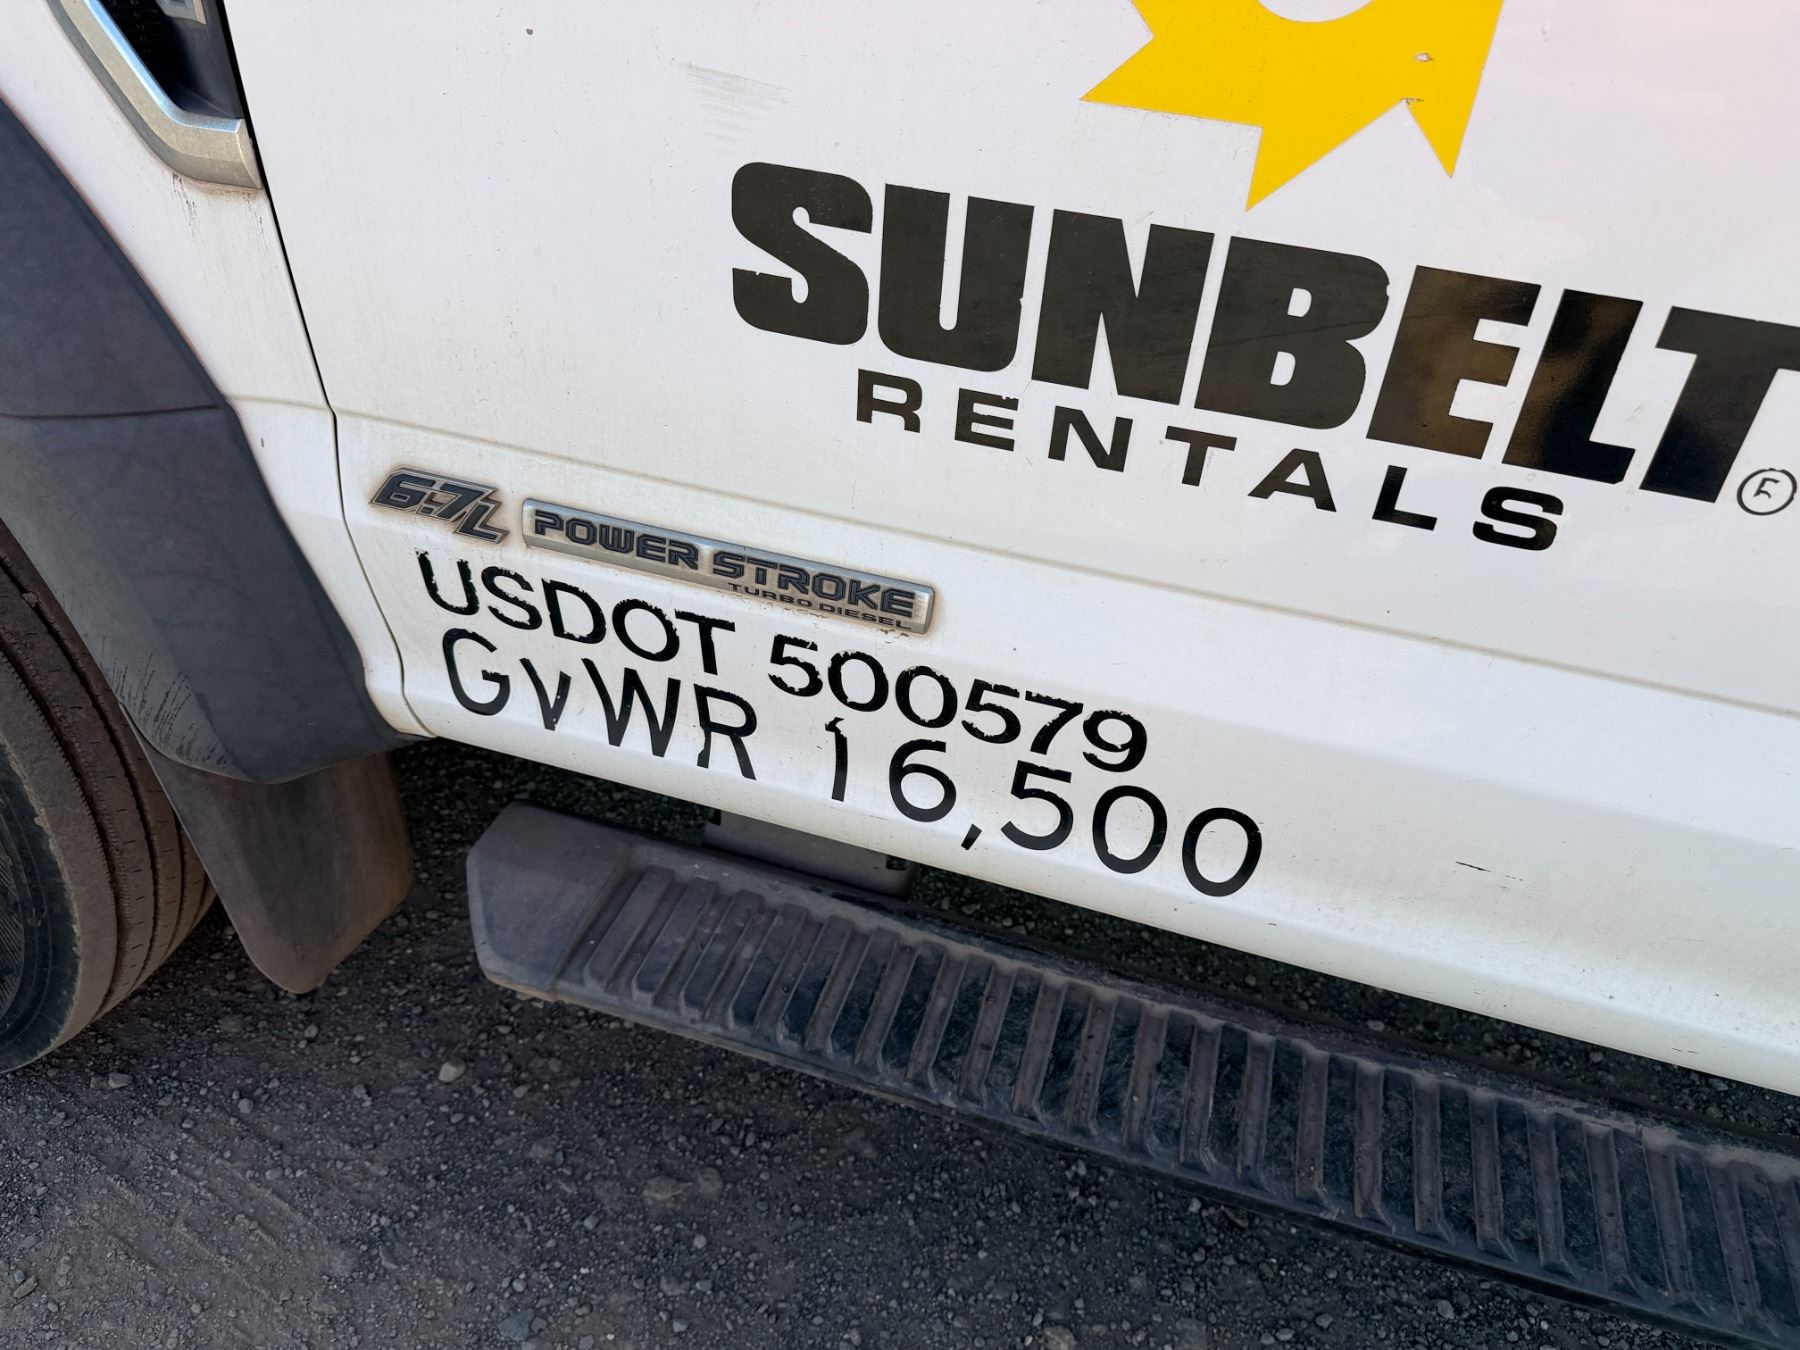 SUNBELT
RENTALS
6.7L POWER STROKE
TURBO DIESEL
USDOT 500579
GVWR 16,500